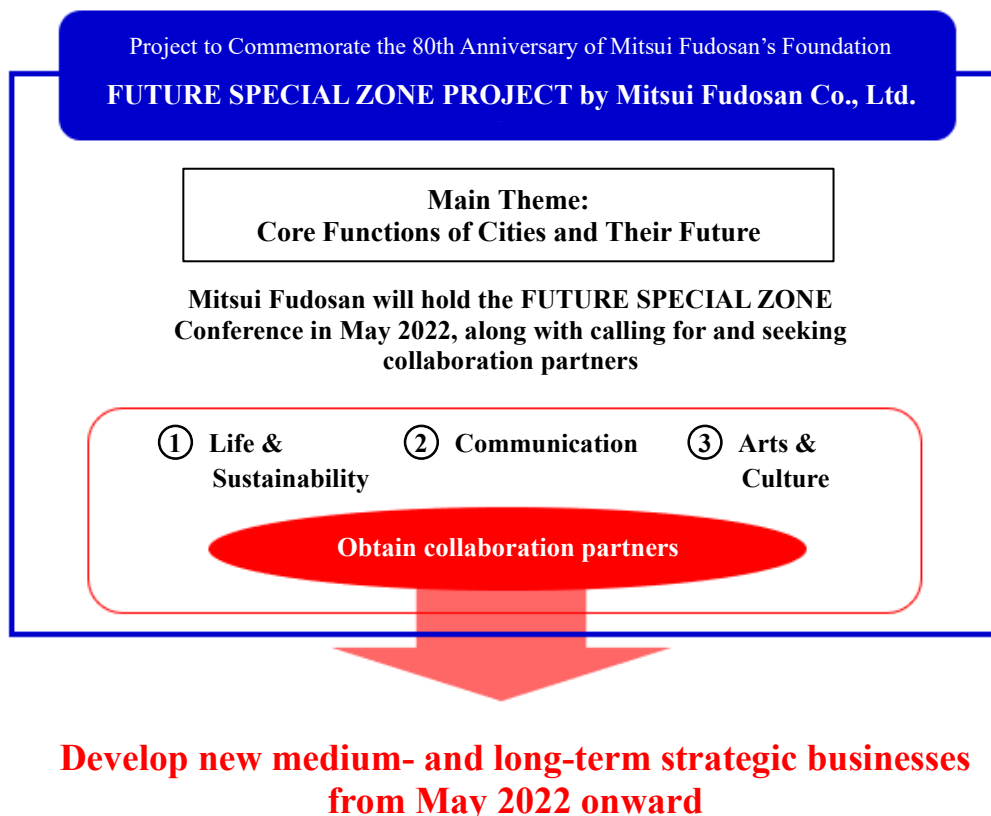 Project to Commemorate the 80th Anniversary of Mitsui Fudosan’s Foundation
FUTURE SPECIAL ZONE PROJECT by Mitsui Fudosan Co., Ltd.
Main Theme:
Core Functions of Cities and Their Future
Mitsui Fudosan will hold the FUTURE SPECIAL ZONE
Conference in May 2022, along with calling for and seeking
collaboration partners
① Life &
Sustainability
② Communication
③ Arts &
Culture
Obtain collaboration partners
Develop new medium- and long-term strategic businesses
from May 2022 onward